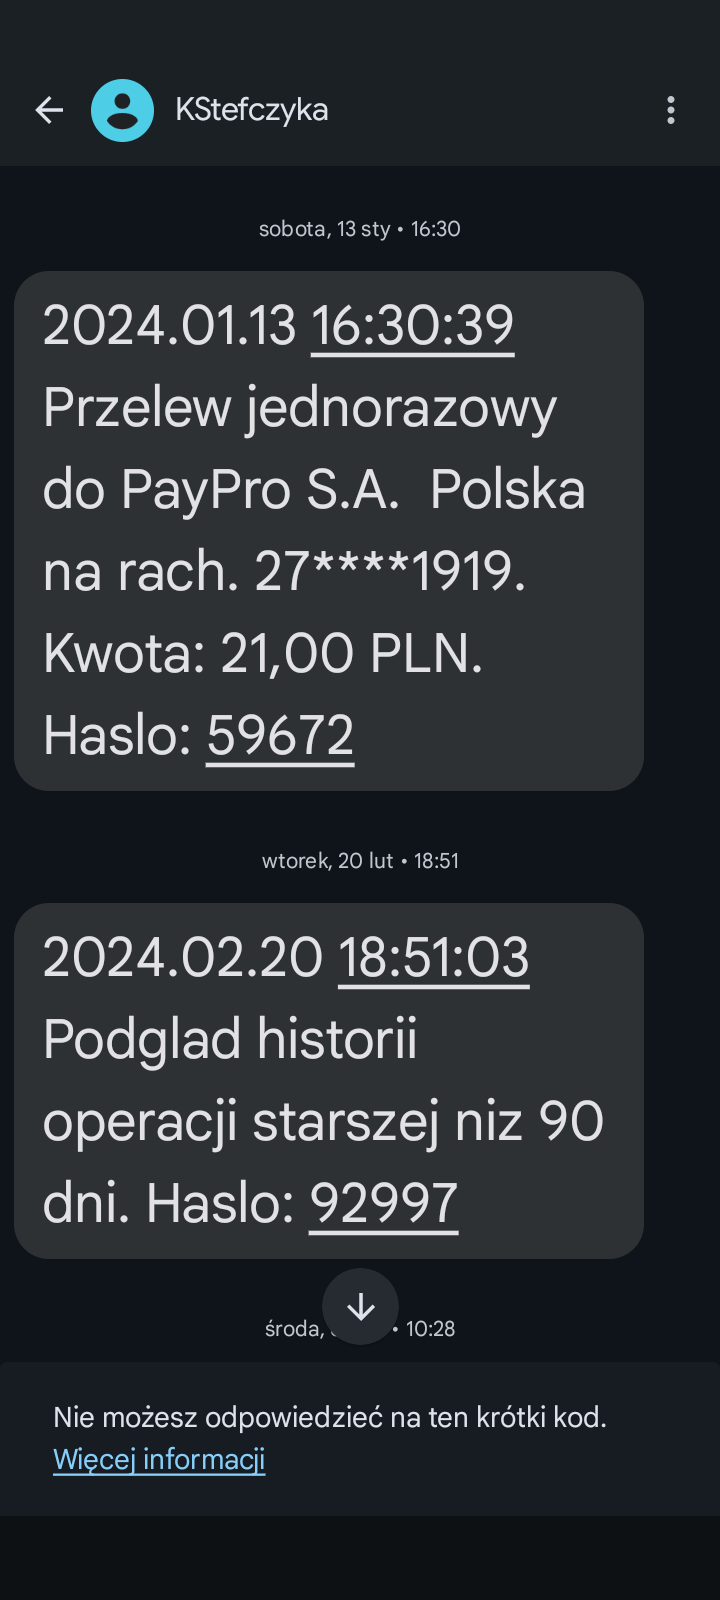 KStefczyka
sobota, 13 sty • 16:30
2024.01.13 16:30:39
Przelew jednorazowy
do PayPro S.A.  Polska
na rach. 27****1919.
Kwota: 21,00 PLN.
Haslo: 59672
wtorek, 20 lut • 18:51
2024.02.20 18:51:03
Podglad historii
operacji starszej niz 90
dni. Haslo: 92997
środa, • 10:28
Nie możesz odpowiedzieć na ten krótki kod.
Więcej informacji